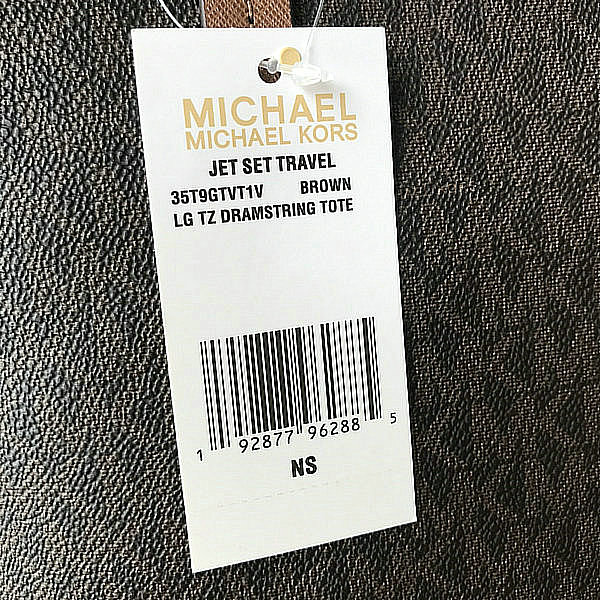 MICHAEL
MICHAEL KORS
JET SET TRAVEL
35T9GTVT1V BROWN
LG TZ DRAMSTRING TOTE
1 92877 96288 5
NS